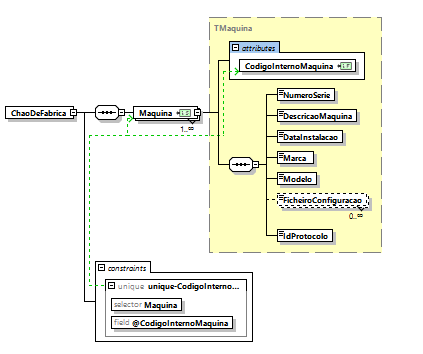 TMaquina
attributes
CodigoInternoMaquina
ChaoDeFabrica
Maquina
1..∞
NumeroSerie
DescricaoMaquina
DataInstalacao
Marca
Modelo
FicheiroConfiguracao
0..∞
IdProtocolo
constraints
unique unique-CodigoInterno...
selector Maquina
field @CodigoInternoMaquina